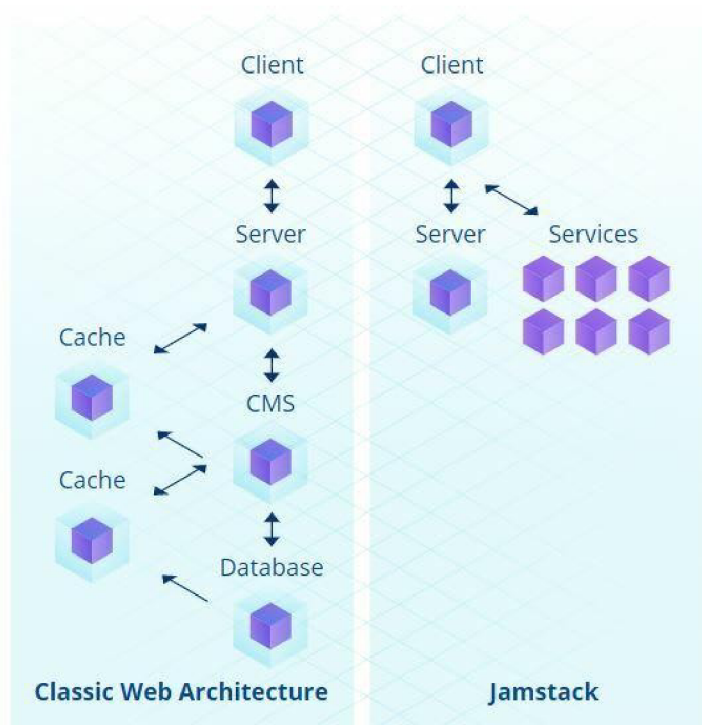 Client
Server
Cache
CMS
Cache
Database
Classic Web Architecture
Client
Server
Services
Jamstack